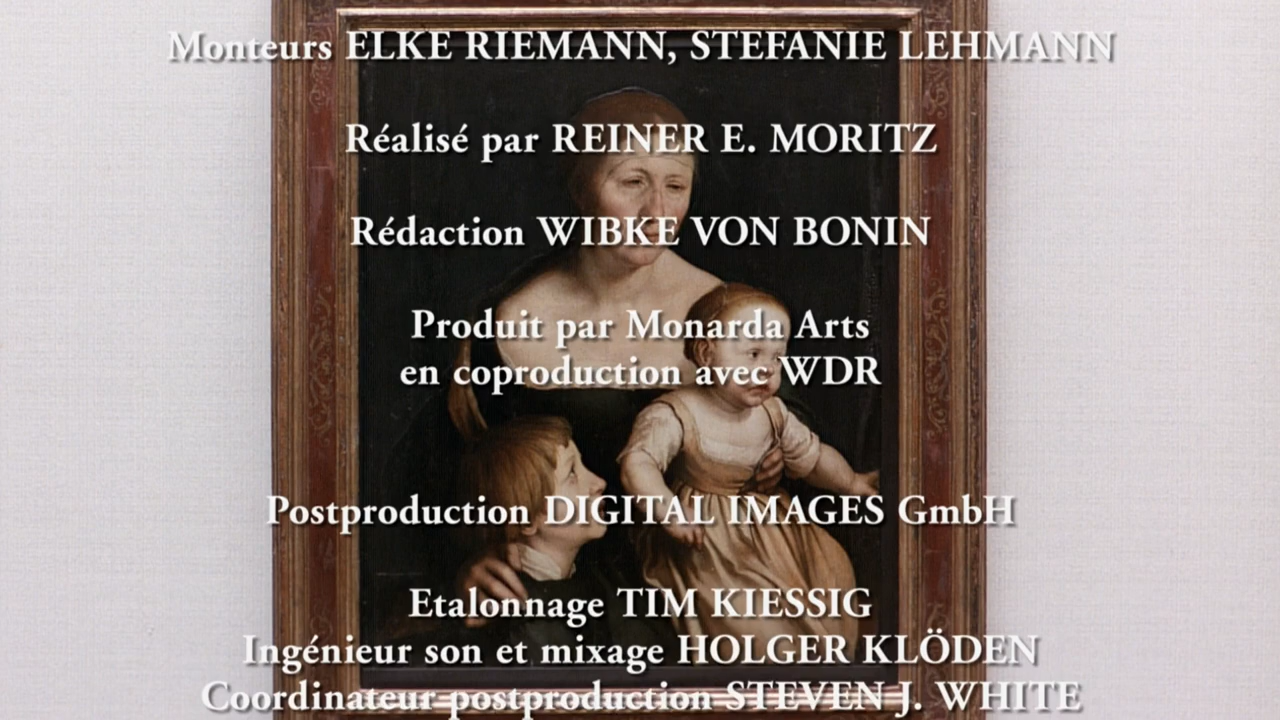 Monteurs ELKE RIEMANN, STEFANIE LEHMANN
Réalisé par REINER E. MORITZ
Rédaction WIBKE VON BONIN
Produit par Monarda Arts
en coproduction avec WDR
Postproduction DIGITAL IMAGES GmbH
Etalonnage TIM KIESSIG
Ingénieur son et mixage HOLGER KLÖDEN
Coordinateur postproduction STEVEN J. WHITE